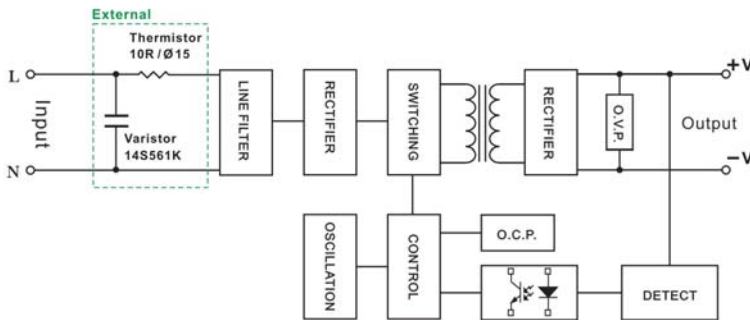 External
Thermistor
10R/Ø15
L
Input
N
Varistor
14S561K
LINE FILTER
RECTIFIER
SWITCHING
RECTIFIER
O.V.P.
+V
Output
-V
OSCILLATION
CONTROL
O.C.P.
DETECT